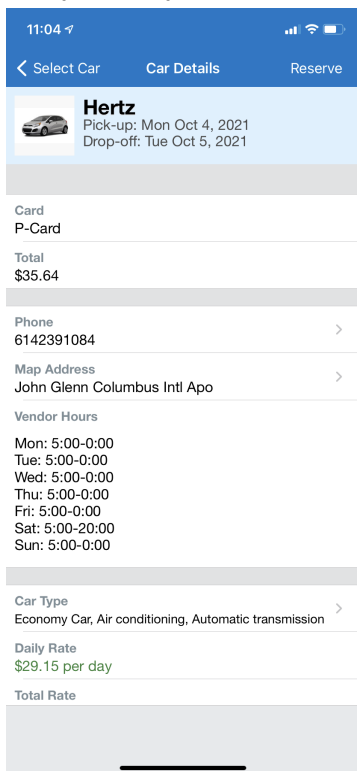 11:04
Select Car Car Details Reserve
Hertz
Pick-up: Mon Oct 4, 2021
Drop-off: Tue Oct 5, 2021
Card
P-Card
Total
$35.64
Phone
6142391084
Map Address
John Glenn Columbus Intl Apo
Vendor Hours
Mon: 5:00-0:00
Tue: 5:00-0:00
Wed: 5:00-0:00
Thu: 5:00-0:00
Fri: 5:00-0:00
Sat: 5:00-20:00
Sun: 5:00-0:00
Car Type
Economy Car, Air conditioning, Automatic transmission
Daily Rate
$29.15 per day
Total Rate